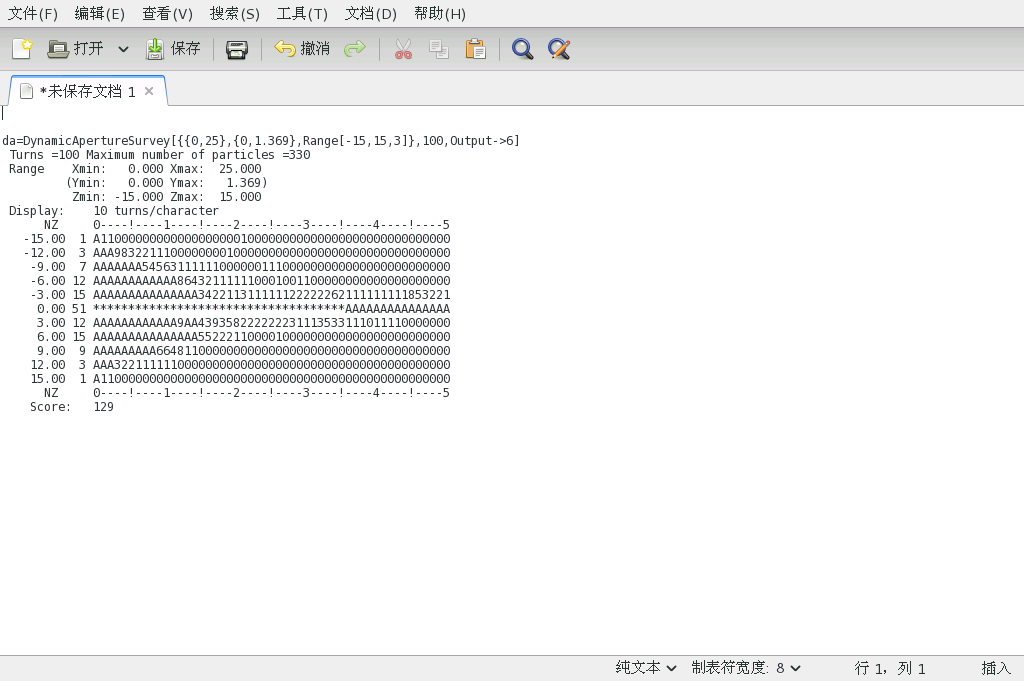 文件(F) 编辑(E) 查看(V) 搜索(S) 工具(T) 文档(D) 帮助(H)
打开 保存 撤消
*未保存文档 1
da=DynamicApertureSurvey[{{0,25},{0,1.369},Range[-15,15,3]},100,Output->6]
 Turns =100 Maximum number of particles =330
 Range    Xmin:   0.000 Xmax:  25.000
         (Ymin:   0.000 Ymax:   1.369)
          Zmin: -15.000 Zmax:  15.000
 Display:    10 turns/character
      NZ     0----!----1----!----2----!----3----!----4----!----5
   -15.00  1 A11000000000000000000100000000000000000000000000000
   -12.00  3 AAA983221110000000010000000000000000000000000000000
    -9.00  7 AAAAAAA54563111111000000111000000000000000000000000
    -6.00 12 AAAAAAAAAAAA864321111110001001100000000000000000000
    -3.00 15 AAAAAAAAAAAAAAA342211311111122222262111111111853221
     0.00 51 ************************************AAAAAAAAAAAAAAA
     3.00 12 AAAAAAAAAAAA9AA439358222222231113533111011110000000
     6.00 15 AAAAAAAAAAAAAAA552221100001000000000000000000000000
     9.00  9 AAAAAAAAA664811000000000000000000000000000000000000
    12.00  3 AAA322111111000000000000000000000000000000000000000
    15.00  1 A11000000000000000000000000000000000000000000000000
      NZ     0----!----1----!----2----!----3----!----4----!----5
    Score:   129
纯文本 制表符宽度: 8 行 1, 列 1 插入